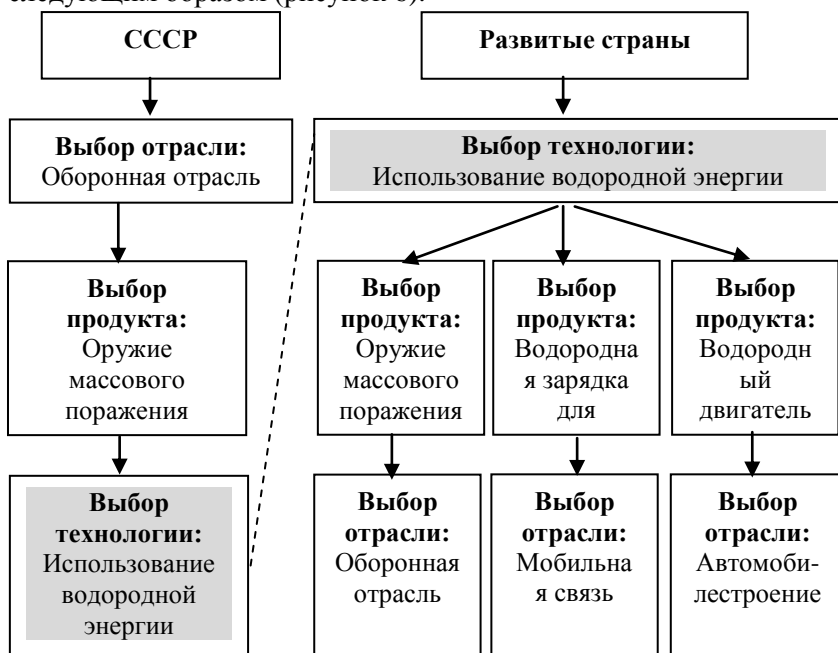 следующим образом (рисунок 6).
СССР
Развитые страны
Выбор отрасли:
Оборонная отрасль
Выбор технологии:
Использование водородной энергии
Выбор
продукта:
Оружие
массового
поражения
Выбор
продукта:
Оружие
массового
поражения
Выбор
продукта:
Водородна
я зарядка
для
Выбор
продукта:
Водородн
ый
двигатель
Выбор
технологии:
Использование
водородной
энергии
Выбор
отрасли:
Оборонная
отрасль
Выбор
отрасли:
Мобильна
я связь
Выбор
отрасли:
Автомоби-
лестроение